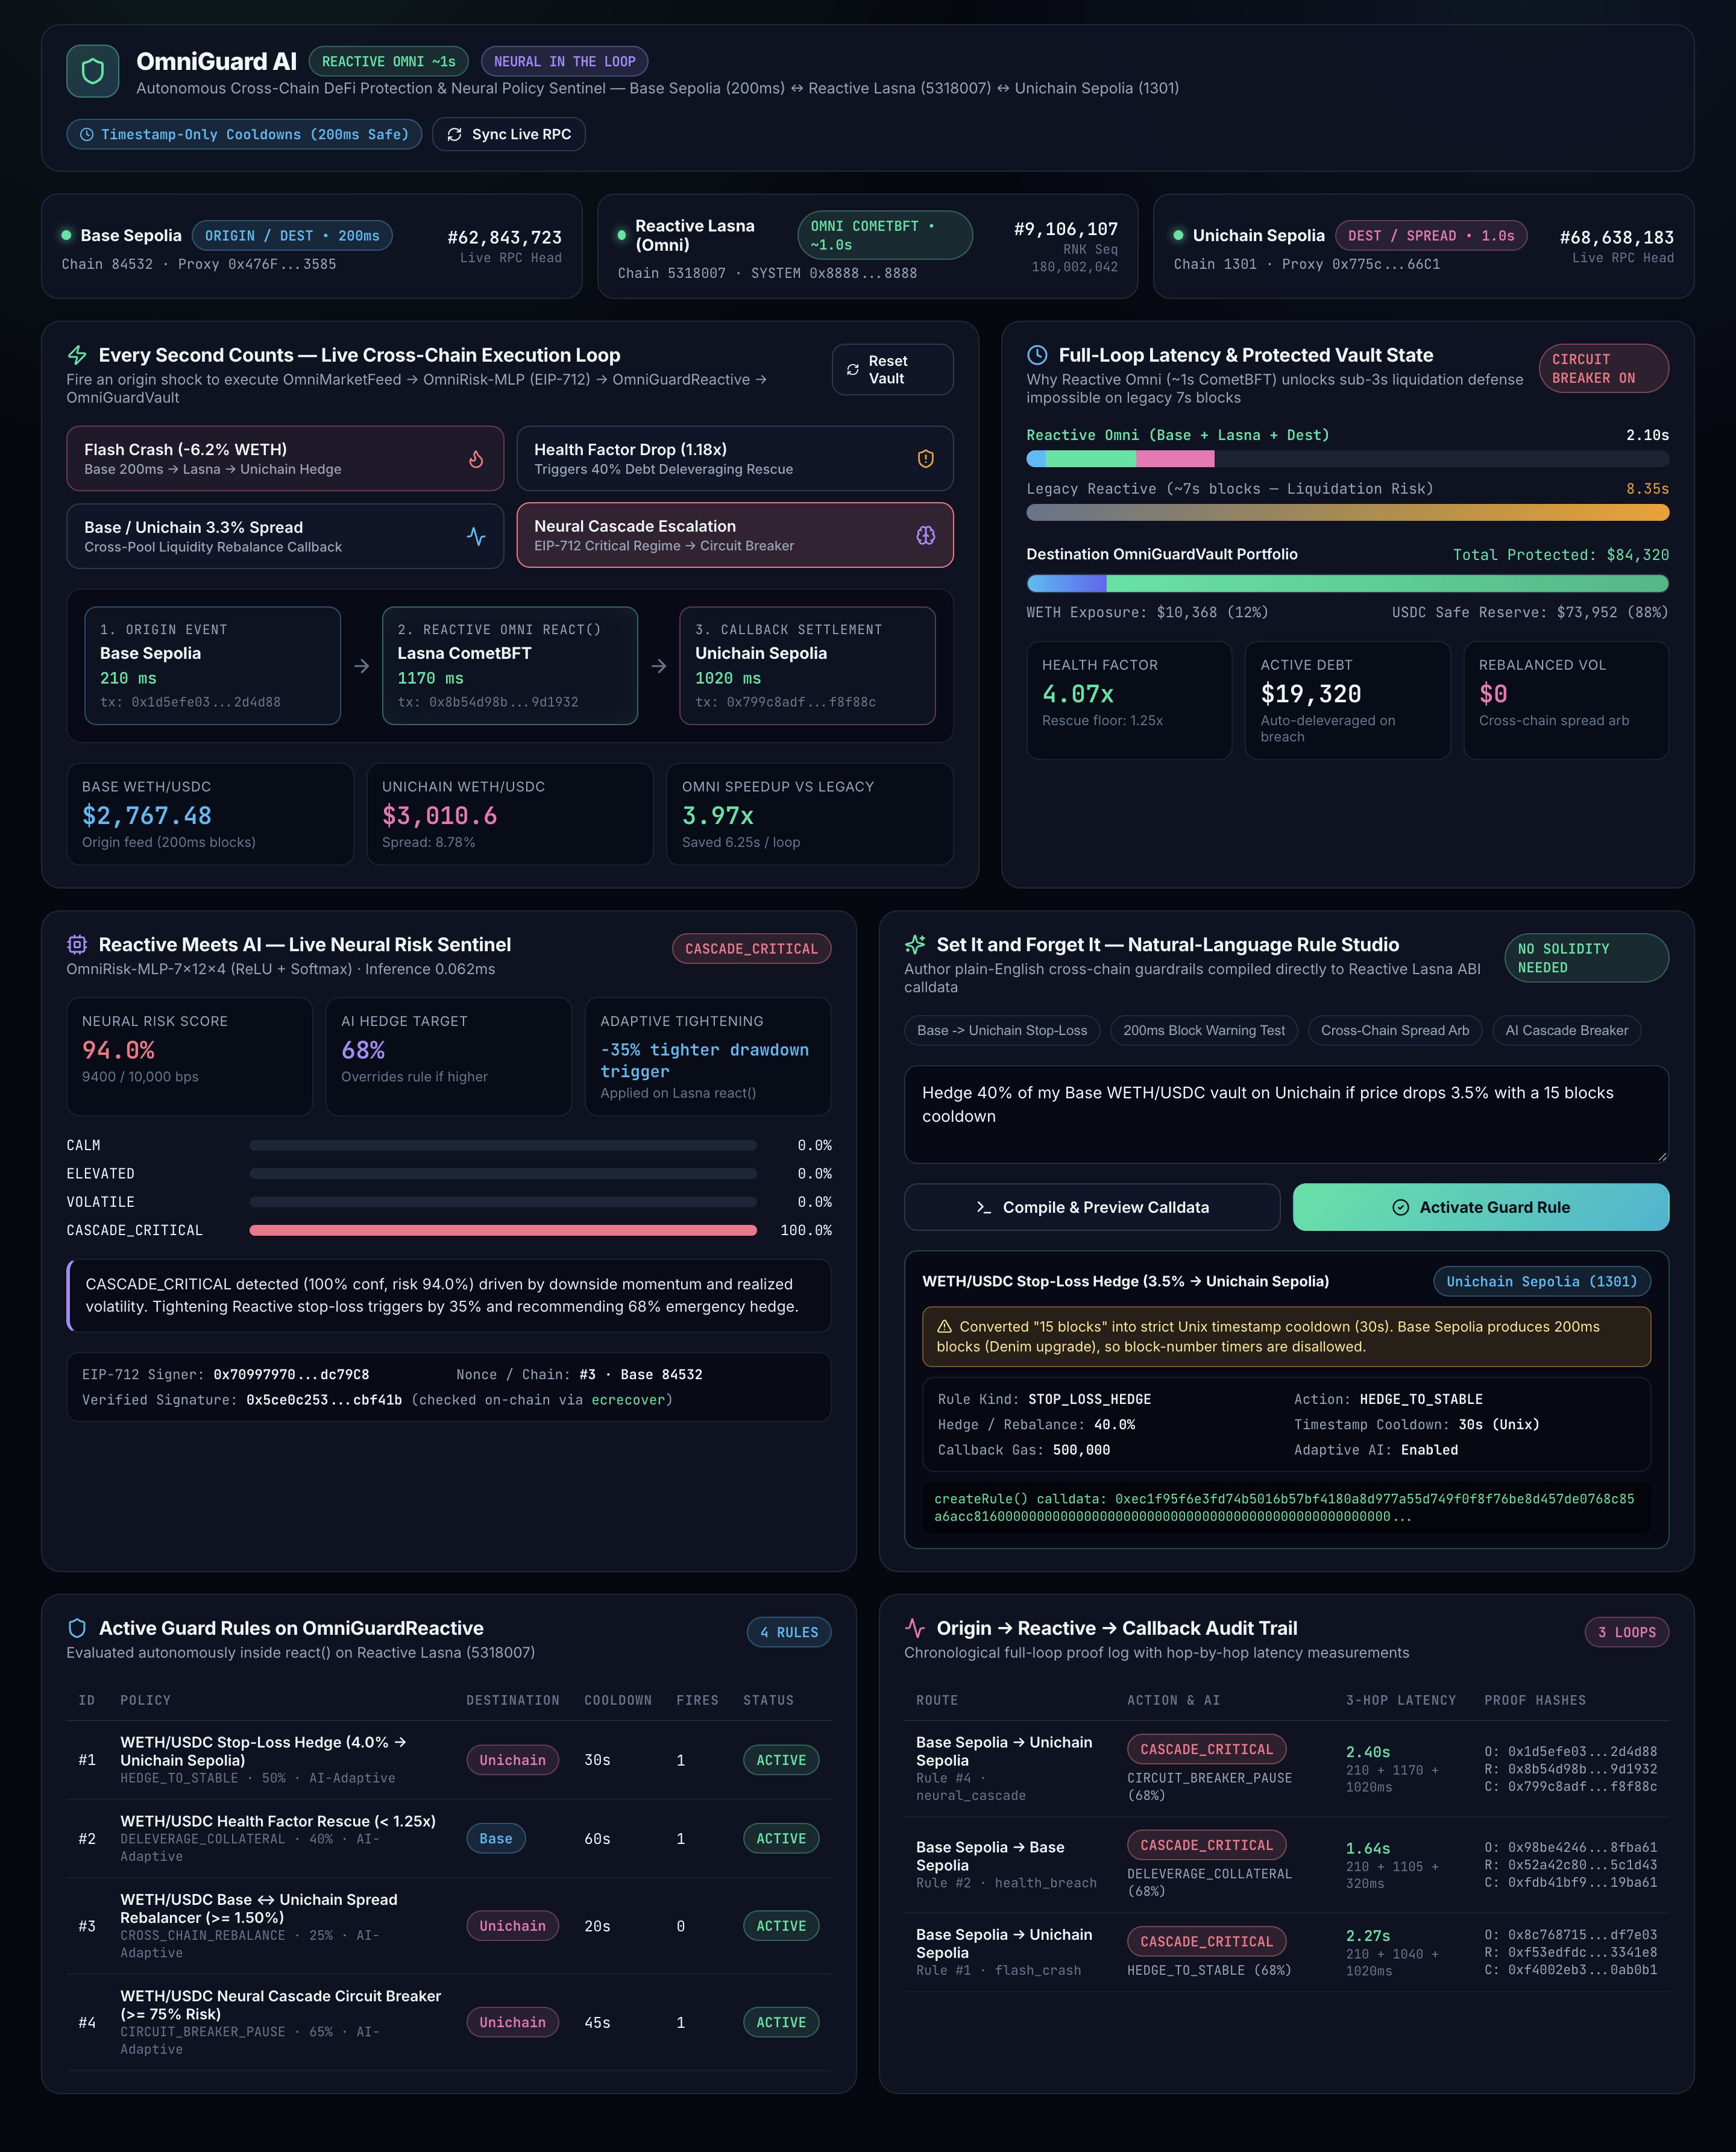 OmniGuard AI
REACTIVE OMNI ~1s
NEURAL IN THE LOOP
Autonomous Cross-Chain DeFi Protection & Neural Policy Sentinel — Base Sepolia (200ms) ↔ Reactive Lasna (5318007) ↔ Unichain Sepolia (1301)
Timestamp-Only Cooldowns (200ms Safe)
Sync Live RPC
Base Sepolia
ORIGIN / DEST • 200ms
Chain 84532 · Proxy 0x476F...3585
#62,843,723
Live RPC Head
Reactive Lasna
(Omni)
OMNI COMETBFT •
~1.0s
Chain 5318007 · SYSTEM 0x8888...8888
#9,106,107
RNK Seq
180,002,042
Unichain Sepolia
DEST / SPREAD • 1.0s
Chain 1301 · Proxy 0x775c...66C1
#68,638,183
Live RPC Head
Every Second Counts — Live Cross-Chain Execution Loop
Fire an origin shock to execute OmniMarketFeed → OmniRisk-MLP (EIP-712) → OmniGuardReactive →
OmniGuardVault
Reset
Vault
Flash Crash (-6.2% WETH)
Base 200ms → Lasna → Unichain Hedge
Health Factor Drop (1.18x)
Triggers 40% Debt Deleveraging Rescue
Base / Unichain 3.3% Spread
Cross-Pool Liquidity Rebalance Callback
Neural Cascade Escalation
EIP-712 Critical Regime → Circuit Breaker
1. ORIGIN EVENT
Base Sepolia
210 ms
tx: 0x1d5efe03...2d4d88
→
2. REACTIVE OMNI REACT()
Lasna CometBFT
1170 ms
tx: 0x8b54d98b...9d1932
→
3. CALLBACK SETTLEMENT
Unichain Sepolia
1020 ms
tx: 0x799c8adf...f8f88c
BASE WETH/USDC
$2,767.48
Origin feed (200ms blocks)
UNICHAIN WETH/USDC
$3,010.6
Spread: 8.78%
OMNI SPEEDUP VS LEGACY
3.97x
Saved 6.25s / loop
Full-Loop Latency & Protected Vault State
Why Reactive Omni (~1s CometBFT) unlocks sub-3s liquidation defense
impossible on legacy 7s blocks
CIRCUIT
BREAKER ON
Reactive Omni (Base + Lasna + Dest)
2.10s
Legacy Reactive (~7s blocks — Liquidation Risk)
8.35s
Destination OmniGuardVault Portfolio
Total Protected: $84,320
WETH Exposure: $10,368 (12%)
USDC Safe Reserve: $73,952 (88%)
HEALTH FACTOR
4.07x
Rescue floor: 1.25x
ACTIVE DEBT
$19,320
Auto-deleveraged on
breach
REBALANCED VOL
$0
Cross-chain spread arb
Reactive Meets AI — Live Neural Risk Sentinel
OmniRisk-MLP-7×12×4 (ReLU + Softmax) · Inference 0.062ms
CASCADE_CRITICAL
NEURAL RISK SCORE
94.0%
9400 / 10,000 bps
AI HEDGE TARGET
68%
Overrides rule if higher
ADAPTIVE TIGHTENING
-35% tighter drawdown
trigger
Applied on Lasna react()
CALM
0.0%
ELEVATED
0.0%
VOLATILE
0.0%
CASCADE_CRITICAL
100.0%
CASCADE_CRITICAL detected (100% conf, risk 94.0%) driven by downside momentum and realized
volatility. Tightening Reactive stop-loss triggers by 35% and recommending 68% emergency hedge.
EIP-712 Signer: 0x70997970...dc79C8
Nonce / Chain: #3 · Base 84532
Verified Signature: 0x5ce0c253...cbf41b (checked on-chain via ecrecover)
Set It and Forget It — Natural-Language Rule Studio
Author plain-English cross-chain guardrails compiled directly to Reactive Lasna ABI
calldata
NO SOLIDITY
NEEDED
Base -> Unichain Stop-Loss
200ms Block Warning Test
Cross-Chain Spread Arb
AI Cascade Breaker
Hedge 40% of my Base WETH/USDC vault on Unichain if price drops 3.5% with a 15 blocks
cooldown
Compile & Preview Calldata
Activate Guard Rule
WETH/USDC Stop-Loss Hedge (3.5% → Unichain Sepolia)
Unichain Sepolia (1301)
Converted "15 blocks" into strict Unix timestamp cooldown (30s). Base Sepolia produces 200ms
blocks (Denim upgrade), so block-number timers are disallowed.
Rule Kind: STOP_LOSS_HEDGE
Action: HEDGE_TO_STABLE
Hedge / Rebalance: 40.0%
Timestamp Cooldown: 30s (Unix)
Callback Gas: 500,000
Adaptive AI: Enabled
createRule() calldata: 0xec1f95f6e3fd74b5016b57bf4180a8d977a55d749f0f8f76be8d457de0768c85
a6acc81600000000000000000000000000000000000000000000000000...
Active Guard Rules on OmniGuardReactive
Evaluated autonomously inside react() on Reactive Lasna (5318007)
4 RULES
ID POLICY DESTINATION COOLDOWN FIRES STATUS
#1
WETH/USDC Stop-Loss Hedge (4.0% →
Unichain Sepolia)
HEDGE_TO_STABLE · 50% · AI-Adaptive
Unichain
30s
1
ACTIVE
#2
WETH/USDC Health Factor Rescue (< 1.25x)
DELEVERAGE_COLLATERAL · 40% · AI-
Adaptive
Base
60s
1
ACTIVE
#3
WETH/USDC Base ↔ Unichain Spread
Rebalancer (>= 1.50%)
CROSS_CHAIN_REBALANCE · 25% · AI-
Adaptive
Unichain
20s
0
ACTIVE
#4
WETH/USDC Neural Cascade Circuit Breaker
(>= 75% Risk)
CIRCUIT_BREAKER_PAUSE · 65% · AI-
Adaptive
Unichain
45s
1
ACTIVE
Origin → Reactive → Callback Audit Trail
Chronological full-loop proof log with hop-by-hop latency measurements
3 LOOPS
ROUTE ACTION & AI 3-HOP LATENCY PROOF HASHES
Base Sepolia → Unichain
Sepolia
Rule #4 ·
neural_cascade
CASCADE_CRITICAL
CIRCUIT_BREAKER_PAUSE
(68%)
2.40s
210 + 1170 +
1020ms
O: 0x1d5efe03...2d4d88
R: 0x8b54d98b...9d1932
C: 0x799c8adf...f8f88c
Base Sepolia → Base
Sepolia
Rule #2 · health_breach
CASCADE_CRITICAL
DELEVERAGE_COLLATERAL
(68%)
1.64s
210 + 1105 +
320ms
O: 0x98be4246...8fba61
R: 0x52a42c80...5c1d43
C: 0xfdb41bf9...19ba61
Base Sepolia → Unichain
Sepolia
Rule #1 · flash_crash
CASCADE_CRITICAL
HEDGE_TO_STABLE (68%)
2.27s
210 + 1040 +
1020ms
O: 0x8c768715...df7e03
R: 0xf53edfdc...3341e8
C: 0xf4002eb3...0ab0b1